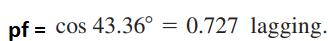 pf = cos 43.36° = 0.727 lagging.